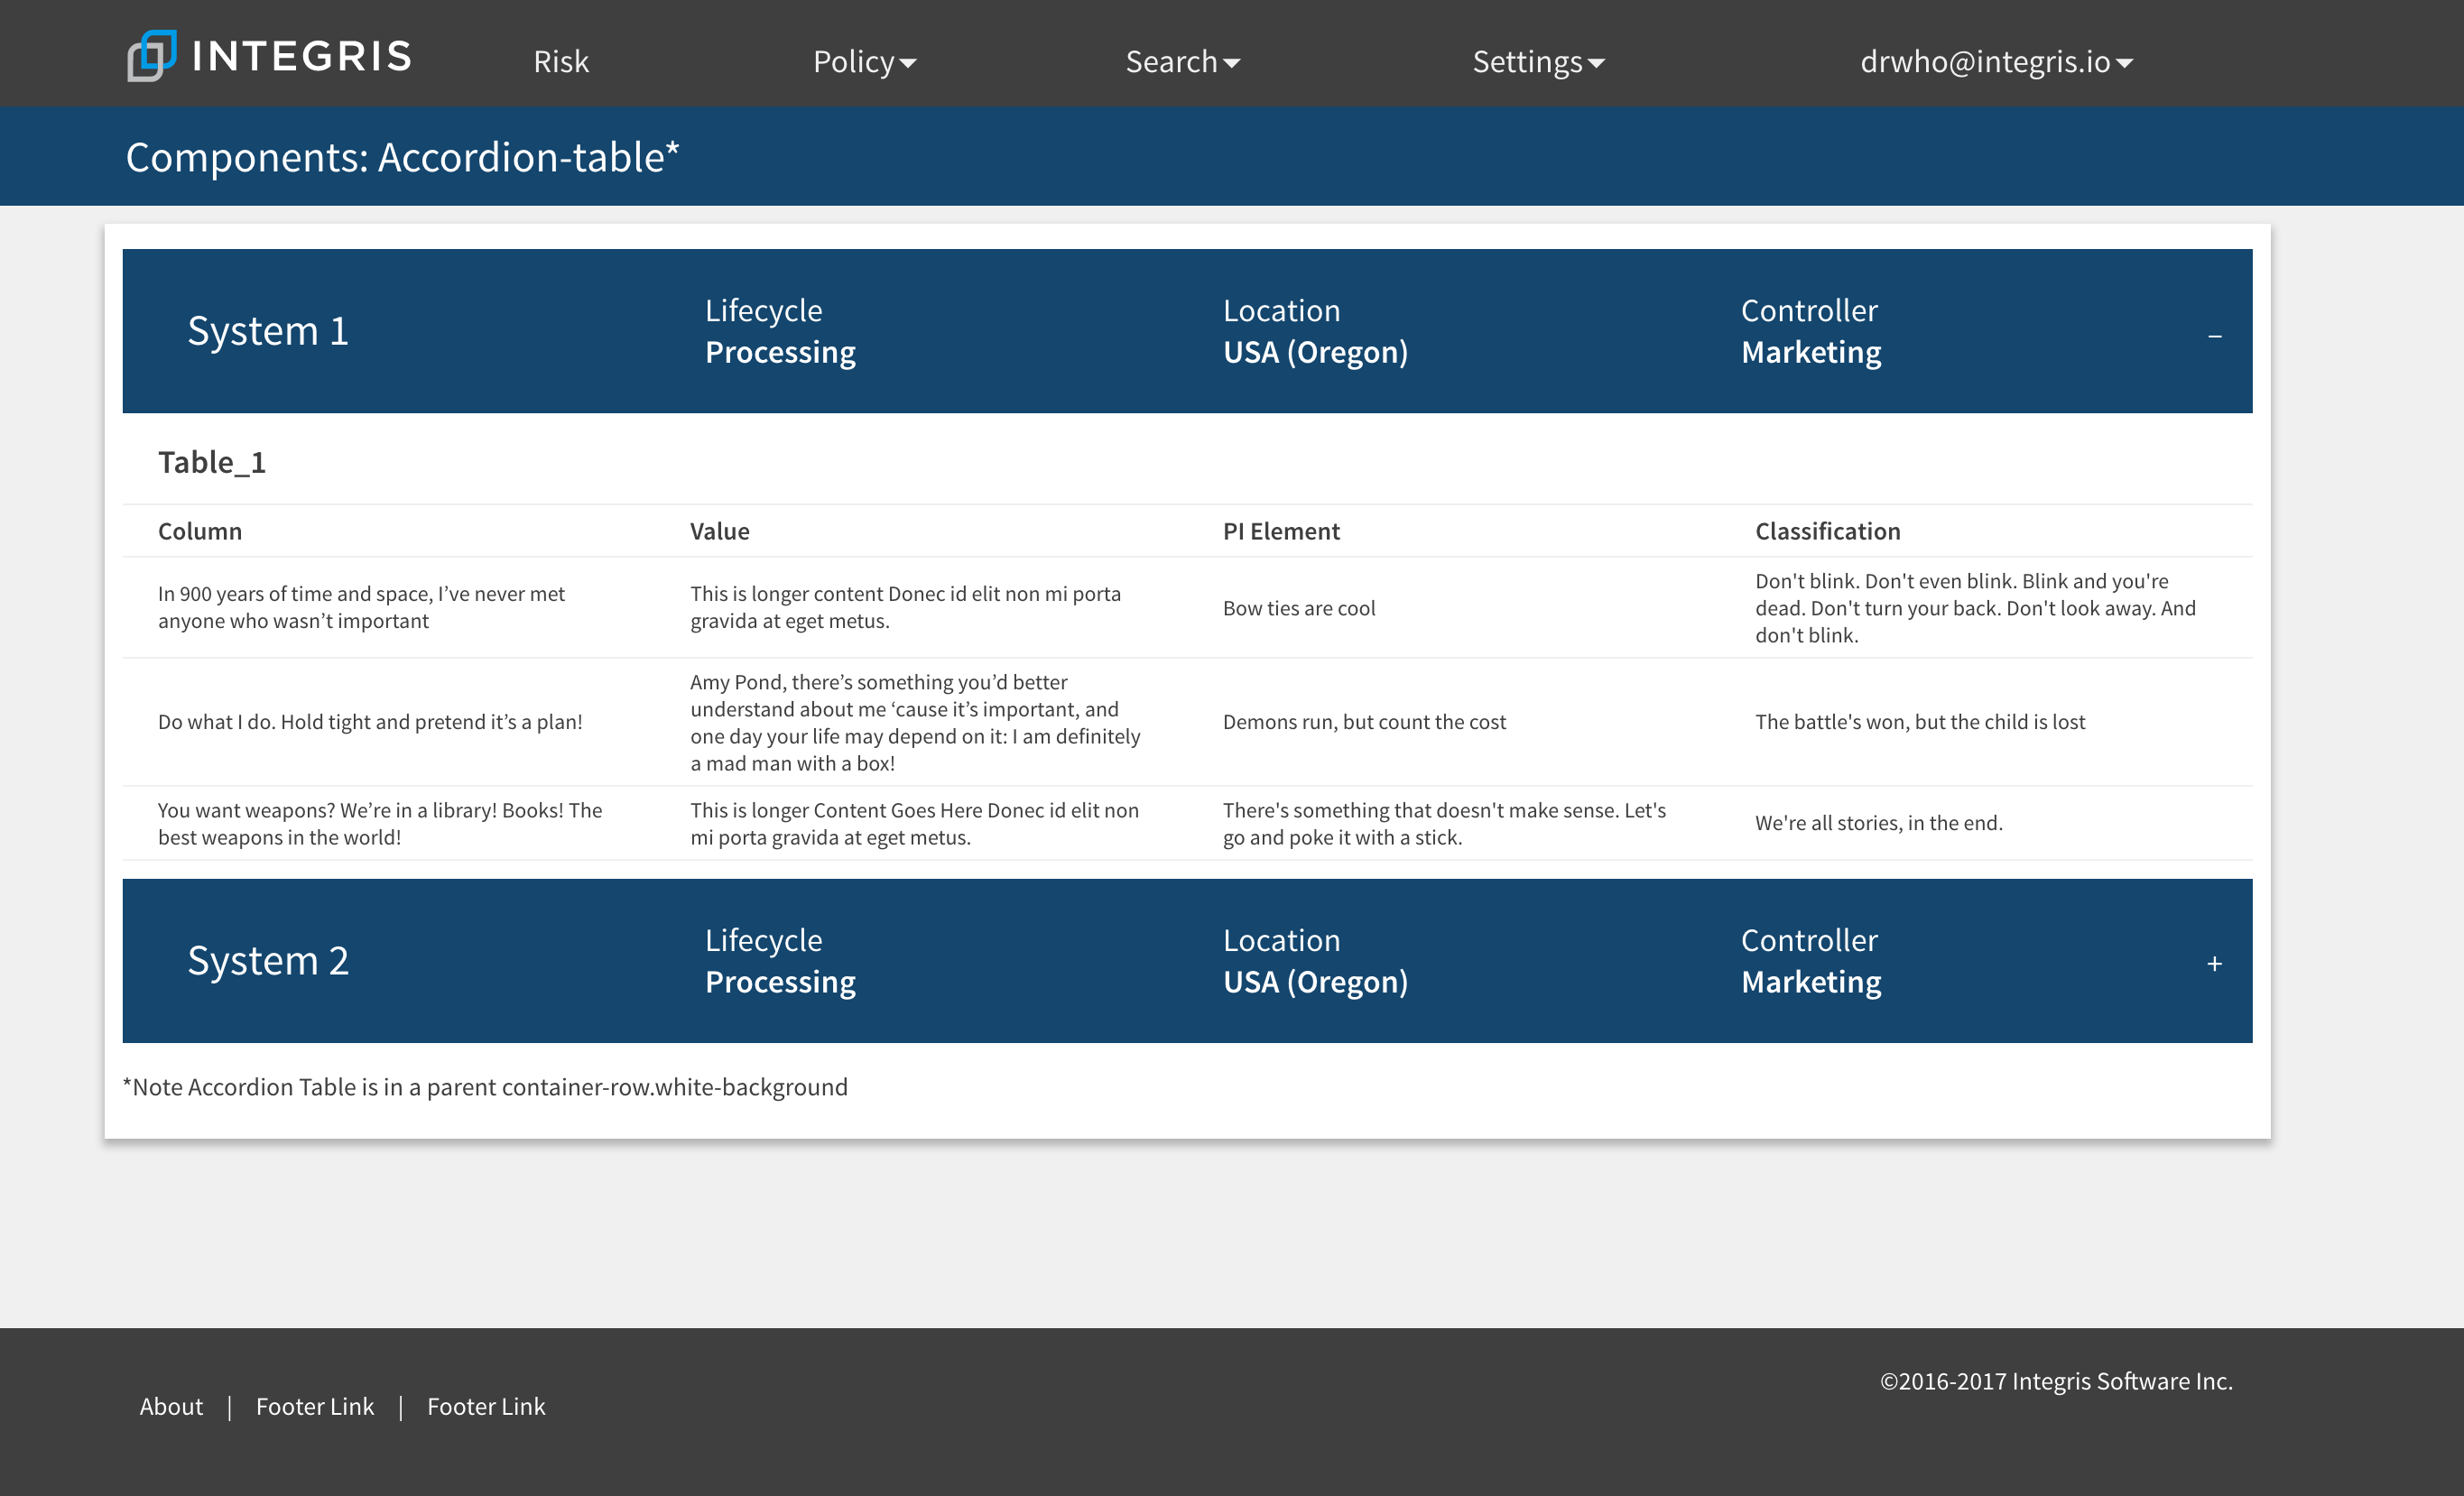 INTEGRIS
Risk
Policy
Search
Settings
drwho@integris.io
Components: Accordion-table*
System 1
Lifecycle
Processing
Location
USA (Oregon)
Controller
Marketing
–
Table_1
Column
Value
PI Element
Classification
In 900 years of time and space, I’ve never met
anyone who wasn’t important
This is longer content Donec id elit non mi porta
gravida at eget metus.
Bow ties are cool
Don't blink. Don't even blink. Blink and you're
dead. Don't turn your back. Don't look away. And
don't blink.
Do what I do. Hold tight and pretend it’s a plan!
Amy Pond, there’s something you’d better
understand about me ‘cause it’s important, and
one day your life may depend on it: I am definitely
a mad man with a box!
Demons run, but count the cost
The battle's won, but the child is lost
You want weapons? We’re in a library! Books! The
best weapons in the world!
This is longer Content Goes Here Donec id elit non
mi porta gravida at eget metus.
There's something that doesn't make sense. Let's
go and poke it with a stick.
We're all stories, in the end.
System 2
Lifecycle
Processing
Location
USA (Oregon)
Controller
Marketing
+
*Note Accordion Table is in a parent container-row.white-background
About | Footer Link | Footer Link
©2016-2017 Integris Software Inc.